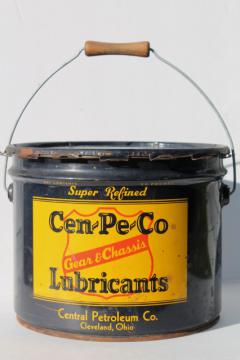 Super Refined
Cen-Pe-Co
Gear & Chassis
Lubricants
Central Petroleum Co.
Cleveland, Ohio